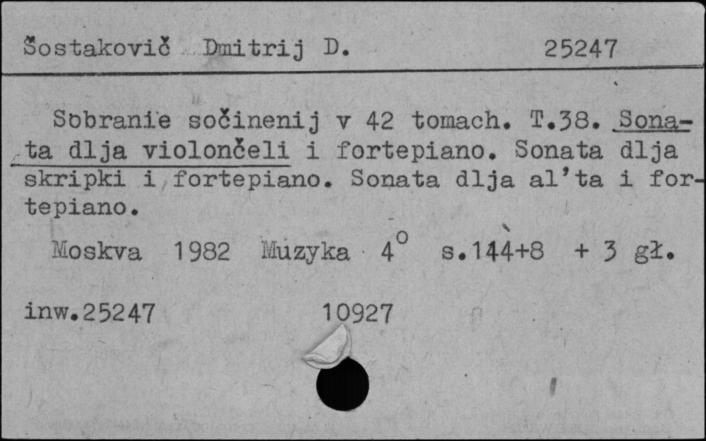 Šostakovič Dmitrij D. 25247
Sobranie sočinenij v 42 tomach. T.38. Sona-
ta dlja violončeli i fortepiano. Sonata dlja
skripki i fortepiano. Sonata dlja al'ta i for-
tepiano.
Moskva 1982 Muzyka 4° s.144+8 + 3 gł.
inw.25247 10927